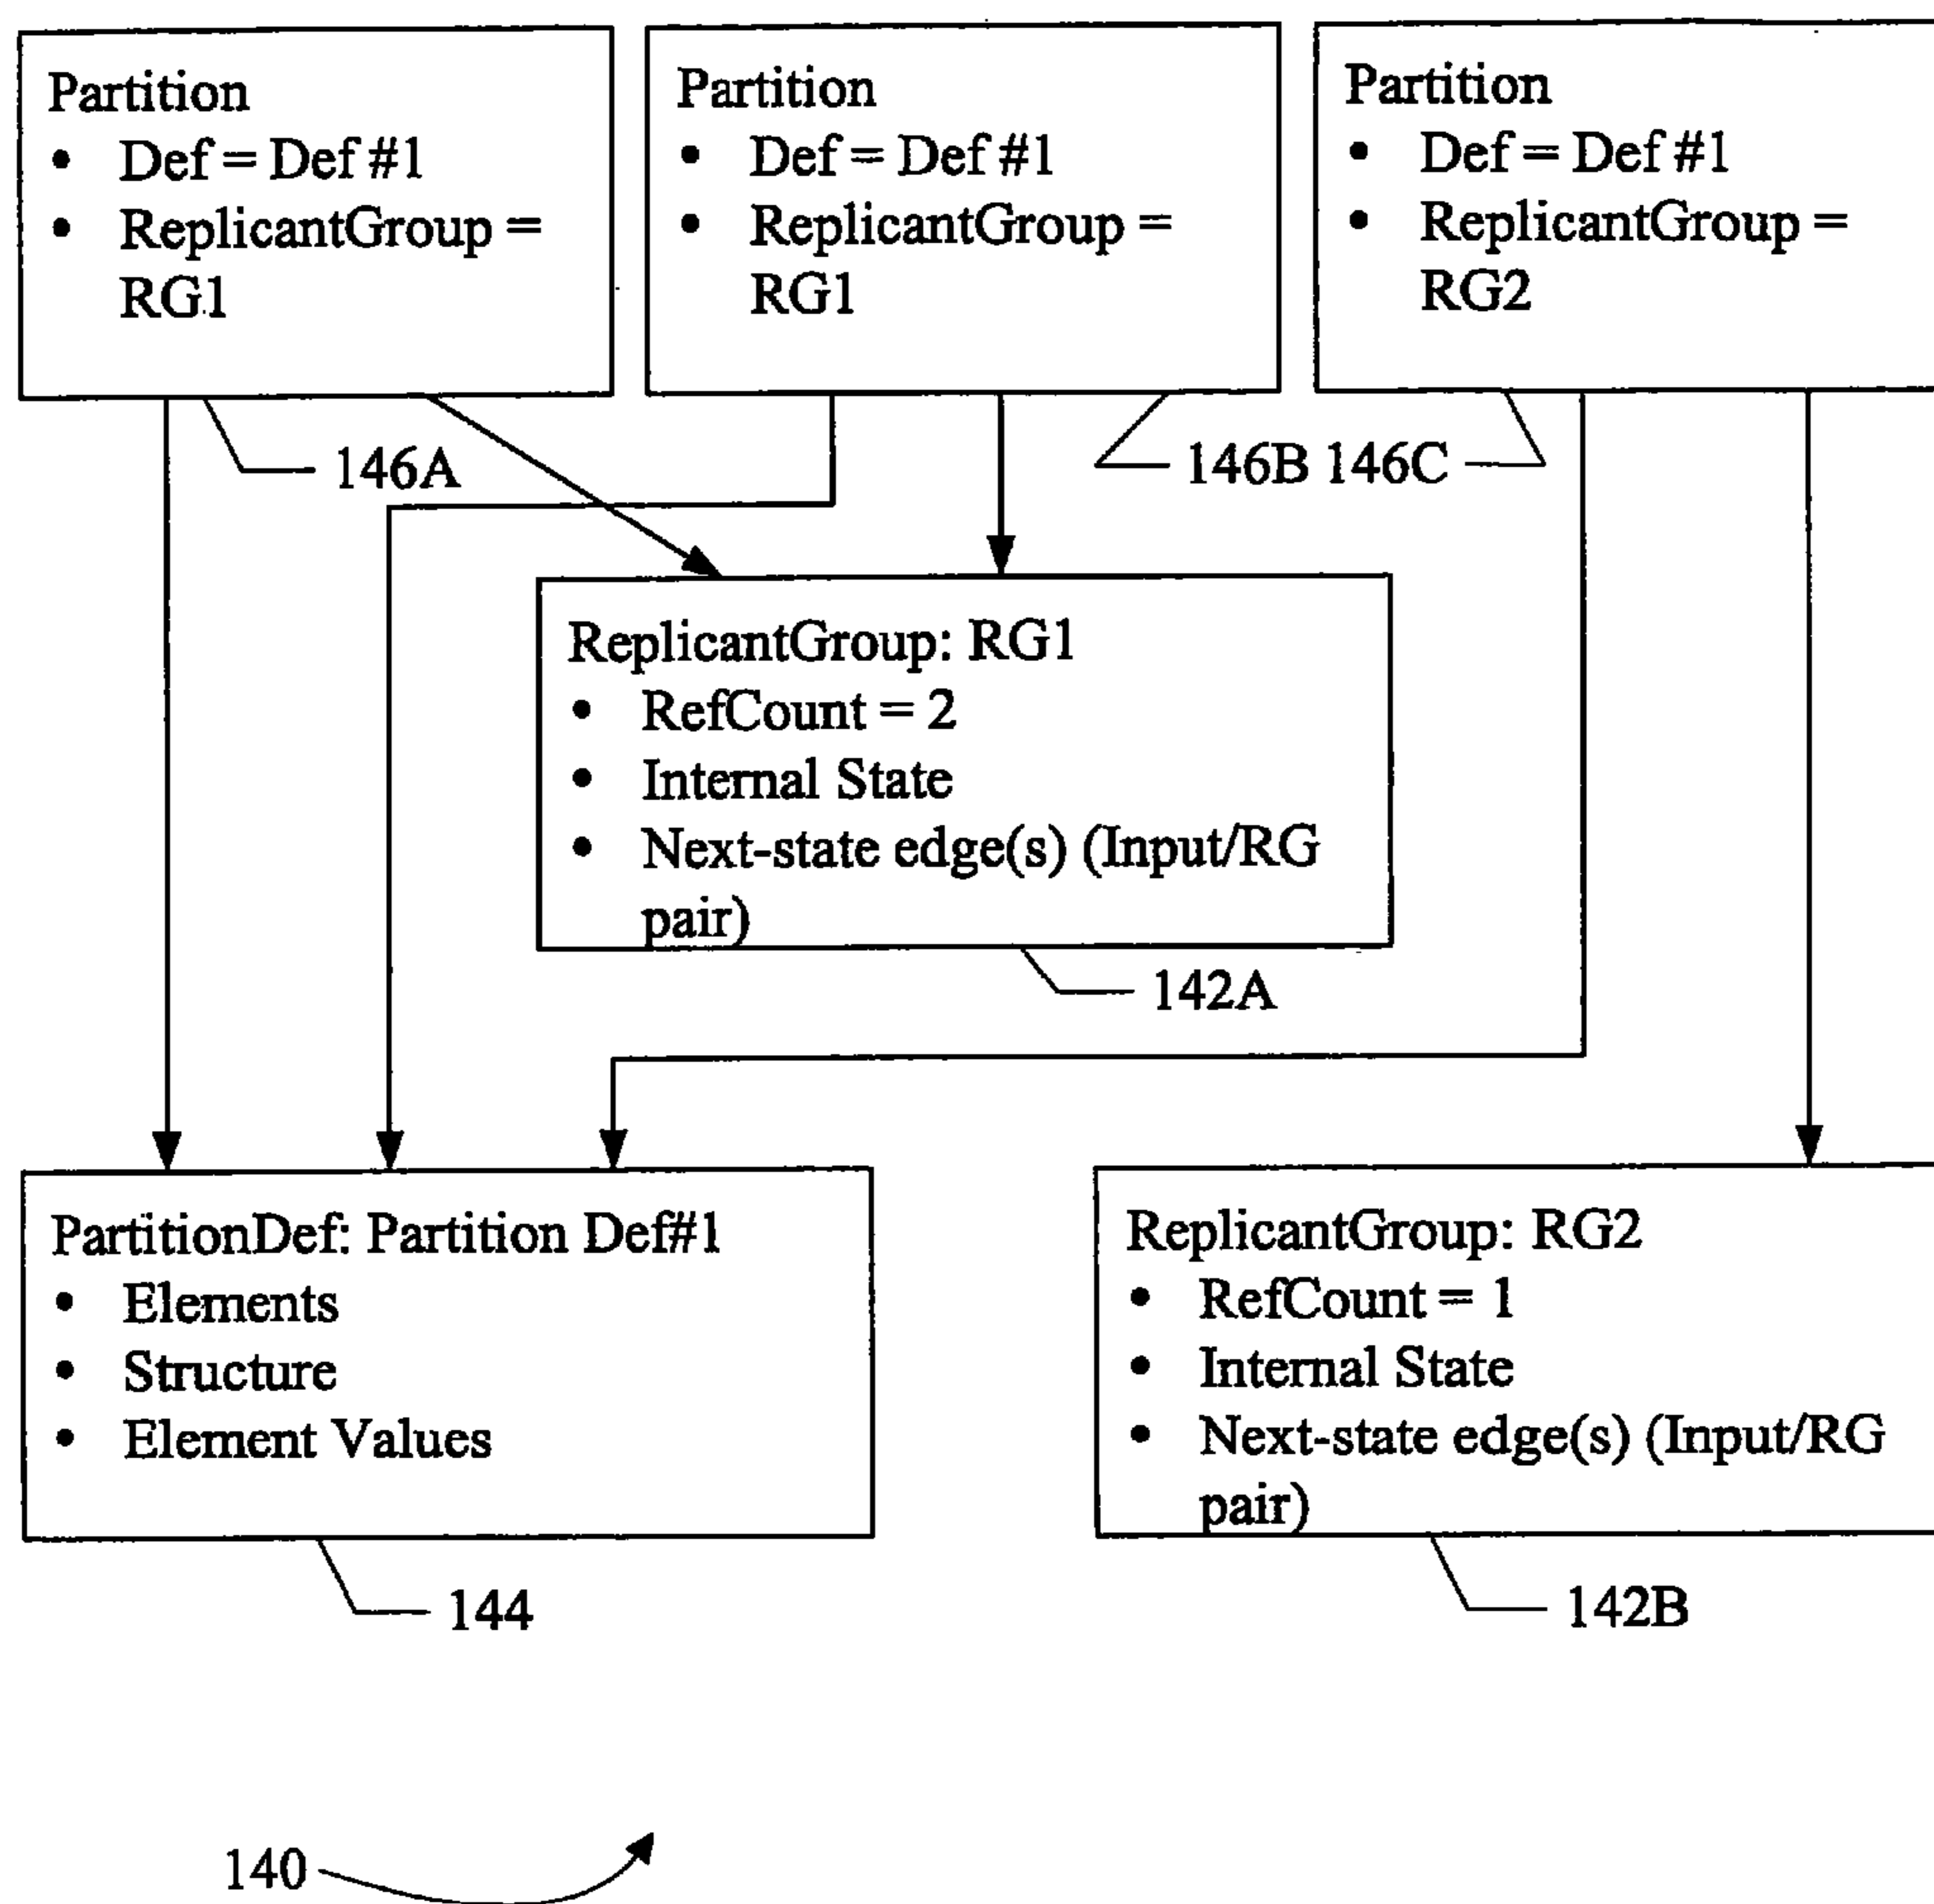 Partition
• Def = Def #1
• ReplicantGroup =
RG1
Partition
• Def = Def #1
• ReplicantGroup =
RG1
Partition
• Def = Def #1
• ReplicantGroup =
RG2
146A
146B
146C
ReplicantGroup: RG1
• RefCount = 2
• Internal State
• Next-state edge(s) (Input/RG
pair)
142A
PartitionDef: Partition Def#1
• Elements
• Structure
• Element Values
144
ReplicantGroup: RG2
• RefCount = 1
• Internal State
• Next-state edge(s) (Input/RG
pair)
142B
140